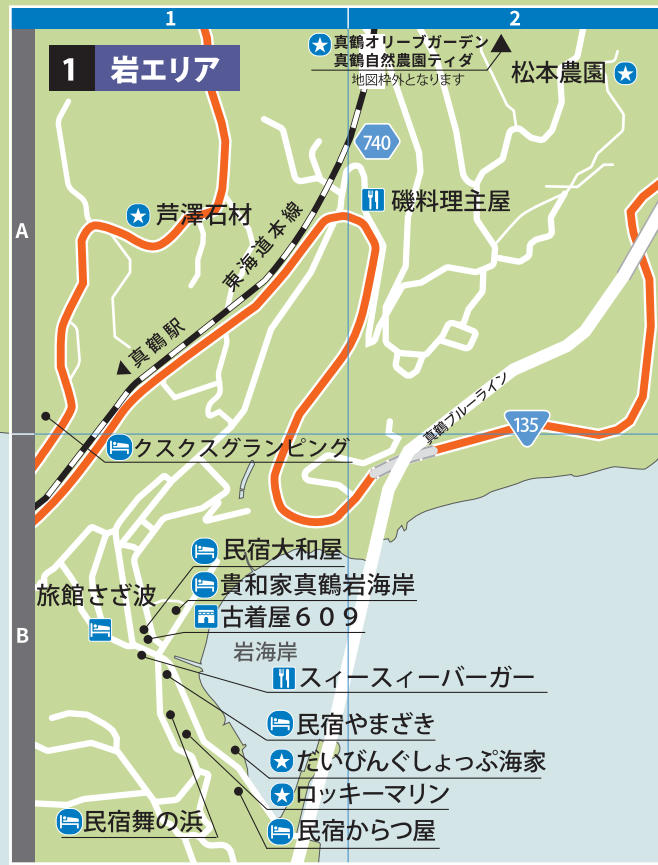 1
2
1 岩エリア
真鶴オリーブガーデン
真鶴自然農園ティダ
地図枠外となります
松本農園
740
磯料理主屋
芦澤石材
A
東海道本線
真鶴駅
真鶴ブルーライン
135
クスクスグランピング
民宿大和屋
貴和家真鶴岩海岸
旅館さざ波
古着屋609
B
岩海岸
スィースィーバーガー
民宿やまざき
だいびんぐしょっぷ海家
ロッキーマリン
民宿舞の浜
民宿からつ屋